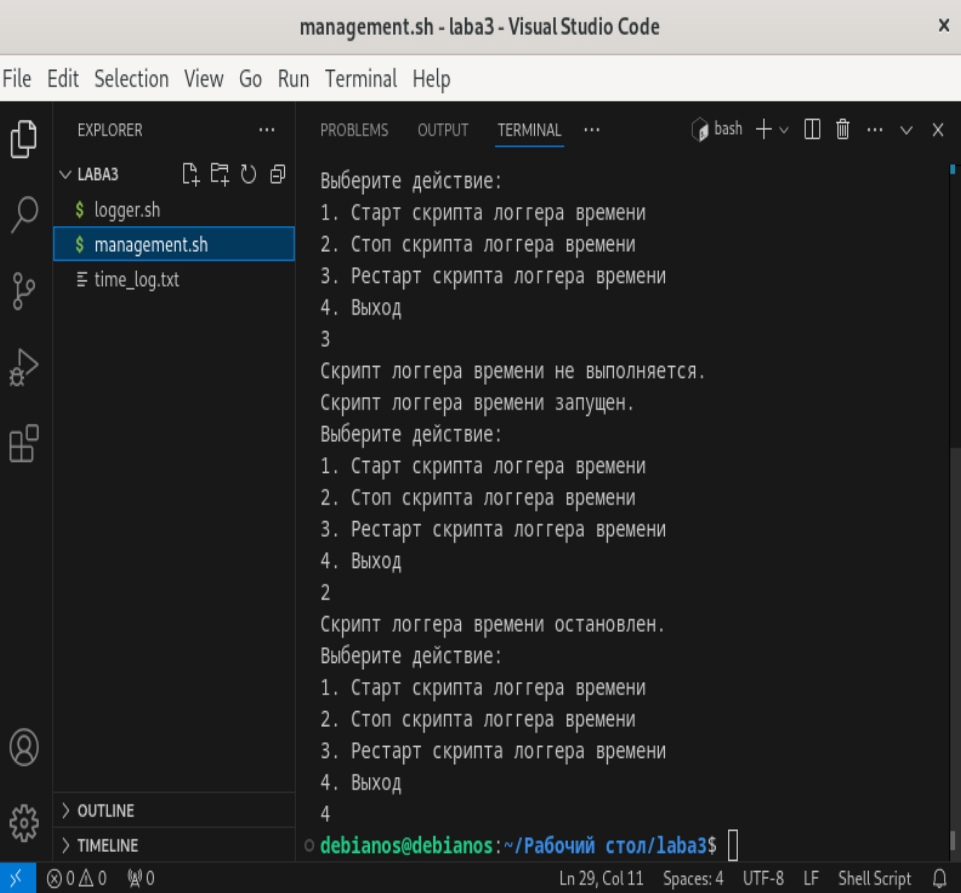 management.sh - laba3 - Visual Studio Code
File Edit Selection View Go Run Terminal Help
EXPLORER
LABA3
$ logger.sh
$ management.sh
time_log.txt
OUTLINE
TIMELINE
PROBLEMS OUTPUT TERMINAL
bash
Выберите действие:
1. Старт скрипта логгера времени
2. Стоп скрипта логгера времени
3. Рестарт скрипта логгера времени
4. Выход
3
Скрипт логгера времени не выполняется.
Скрипт логгера времени запущен.
Выберите действие:
1. Старт скрипта логгера времени
2. Стоп скрипта логгера времени
3. Рестарт скрипта логгера времени
4. Выход
2
Скрипт логгера времени остановлен.
Выберите действие:
1. Старт скрипта логгера времени
2. Стоп скрипта логгера времени
3. Рестарт скрипта логгера времени
4. Выход
4
debianos@debianos:~/Рабочий стол/laba3$
0 0 0 Ln 29, Col 11 Spaces: 4 UTF-8 LF Shell Script